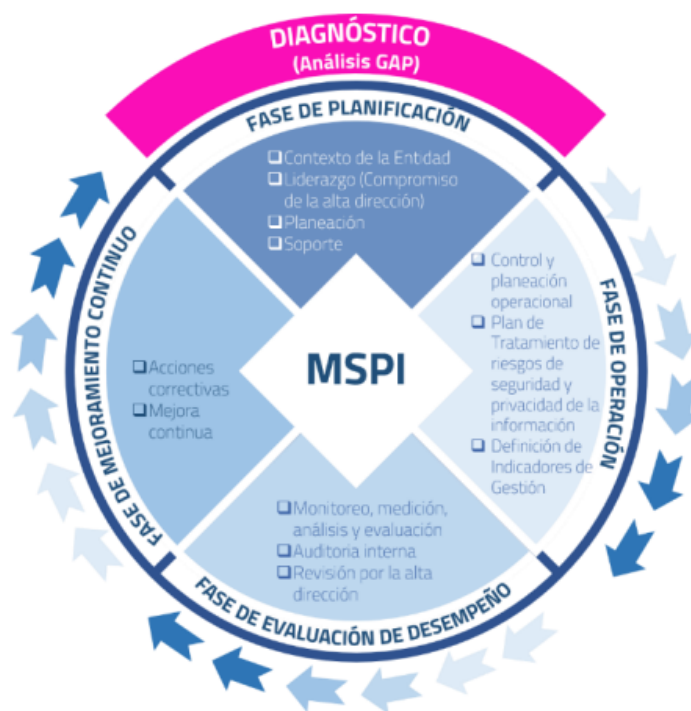 DIAGNÓSTICO
(Análisis GAP)
FASE DE PLANIFICACIÓN
Contexto de la Entidad
Liderazgo (Compromiso
de la alta dirección)
Planeación
Soporte
FASE DE OPERACIÓN
Control y
planeación
operacional
Plan de
Tratamiento de
riesgos de
seguridad y
privacidad de la
información
Definición de
Indicadores de
Gestión
MSPI
FASE DE EVALUACIÓN DE DESEMPEÑO
Monitoreo, medición,
análisis y evaluación
Auditoria interna
Revisión por la alta
dirección
FASE DE MEJORAMIENTO CONTINUO
Acciones
correctivas
Mejora
continua